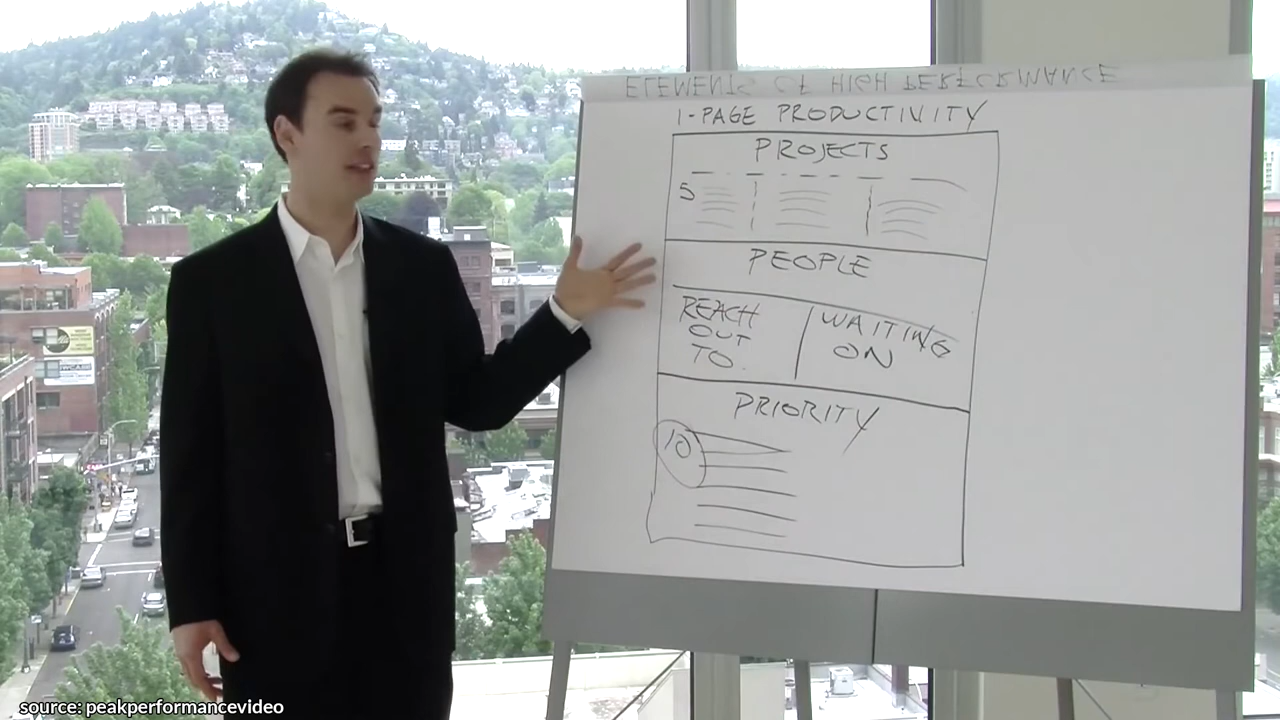 ELEMENTS OF HIGH PERFORMANCE
1-PAGE PRODUCTIVITY
PROJECTS
5
PEOPLE
REACH
OUT
TO.
WAITING
ON
PRIORITY
10
source: peakperformancevideo